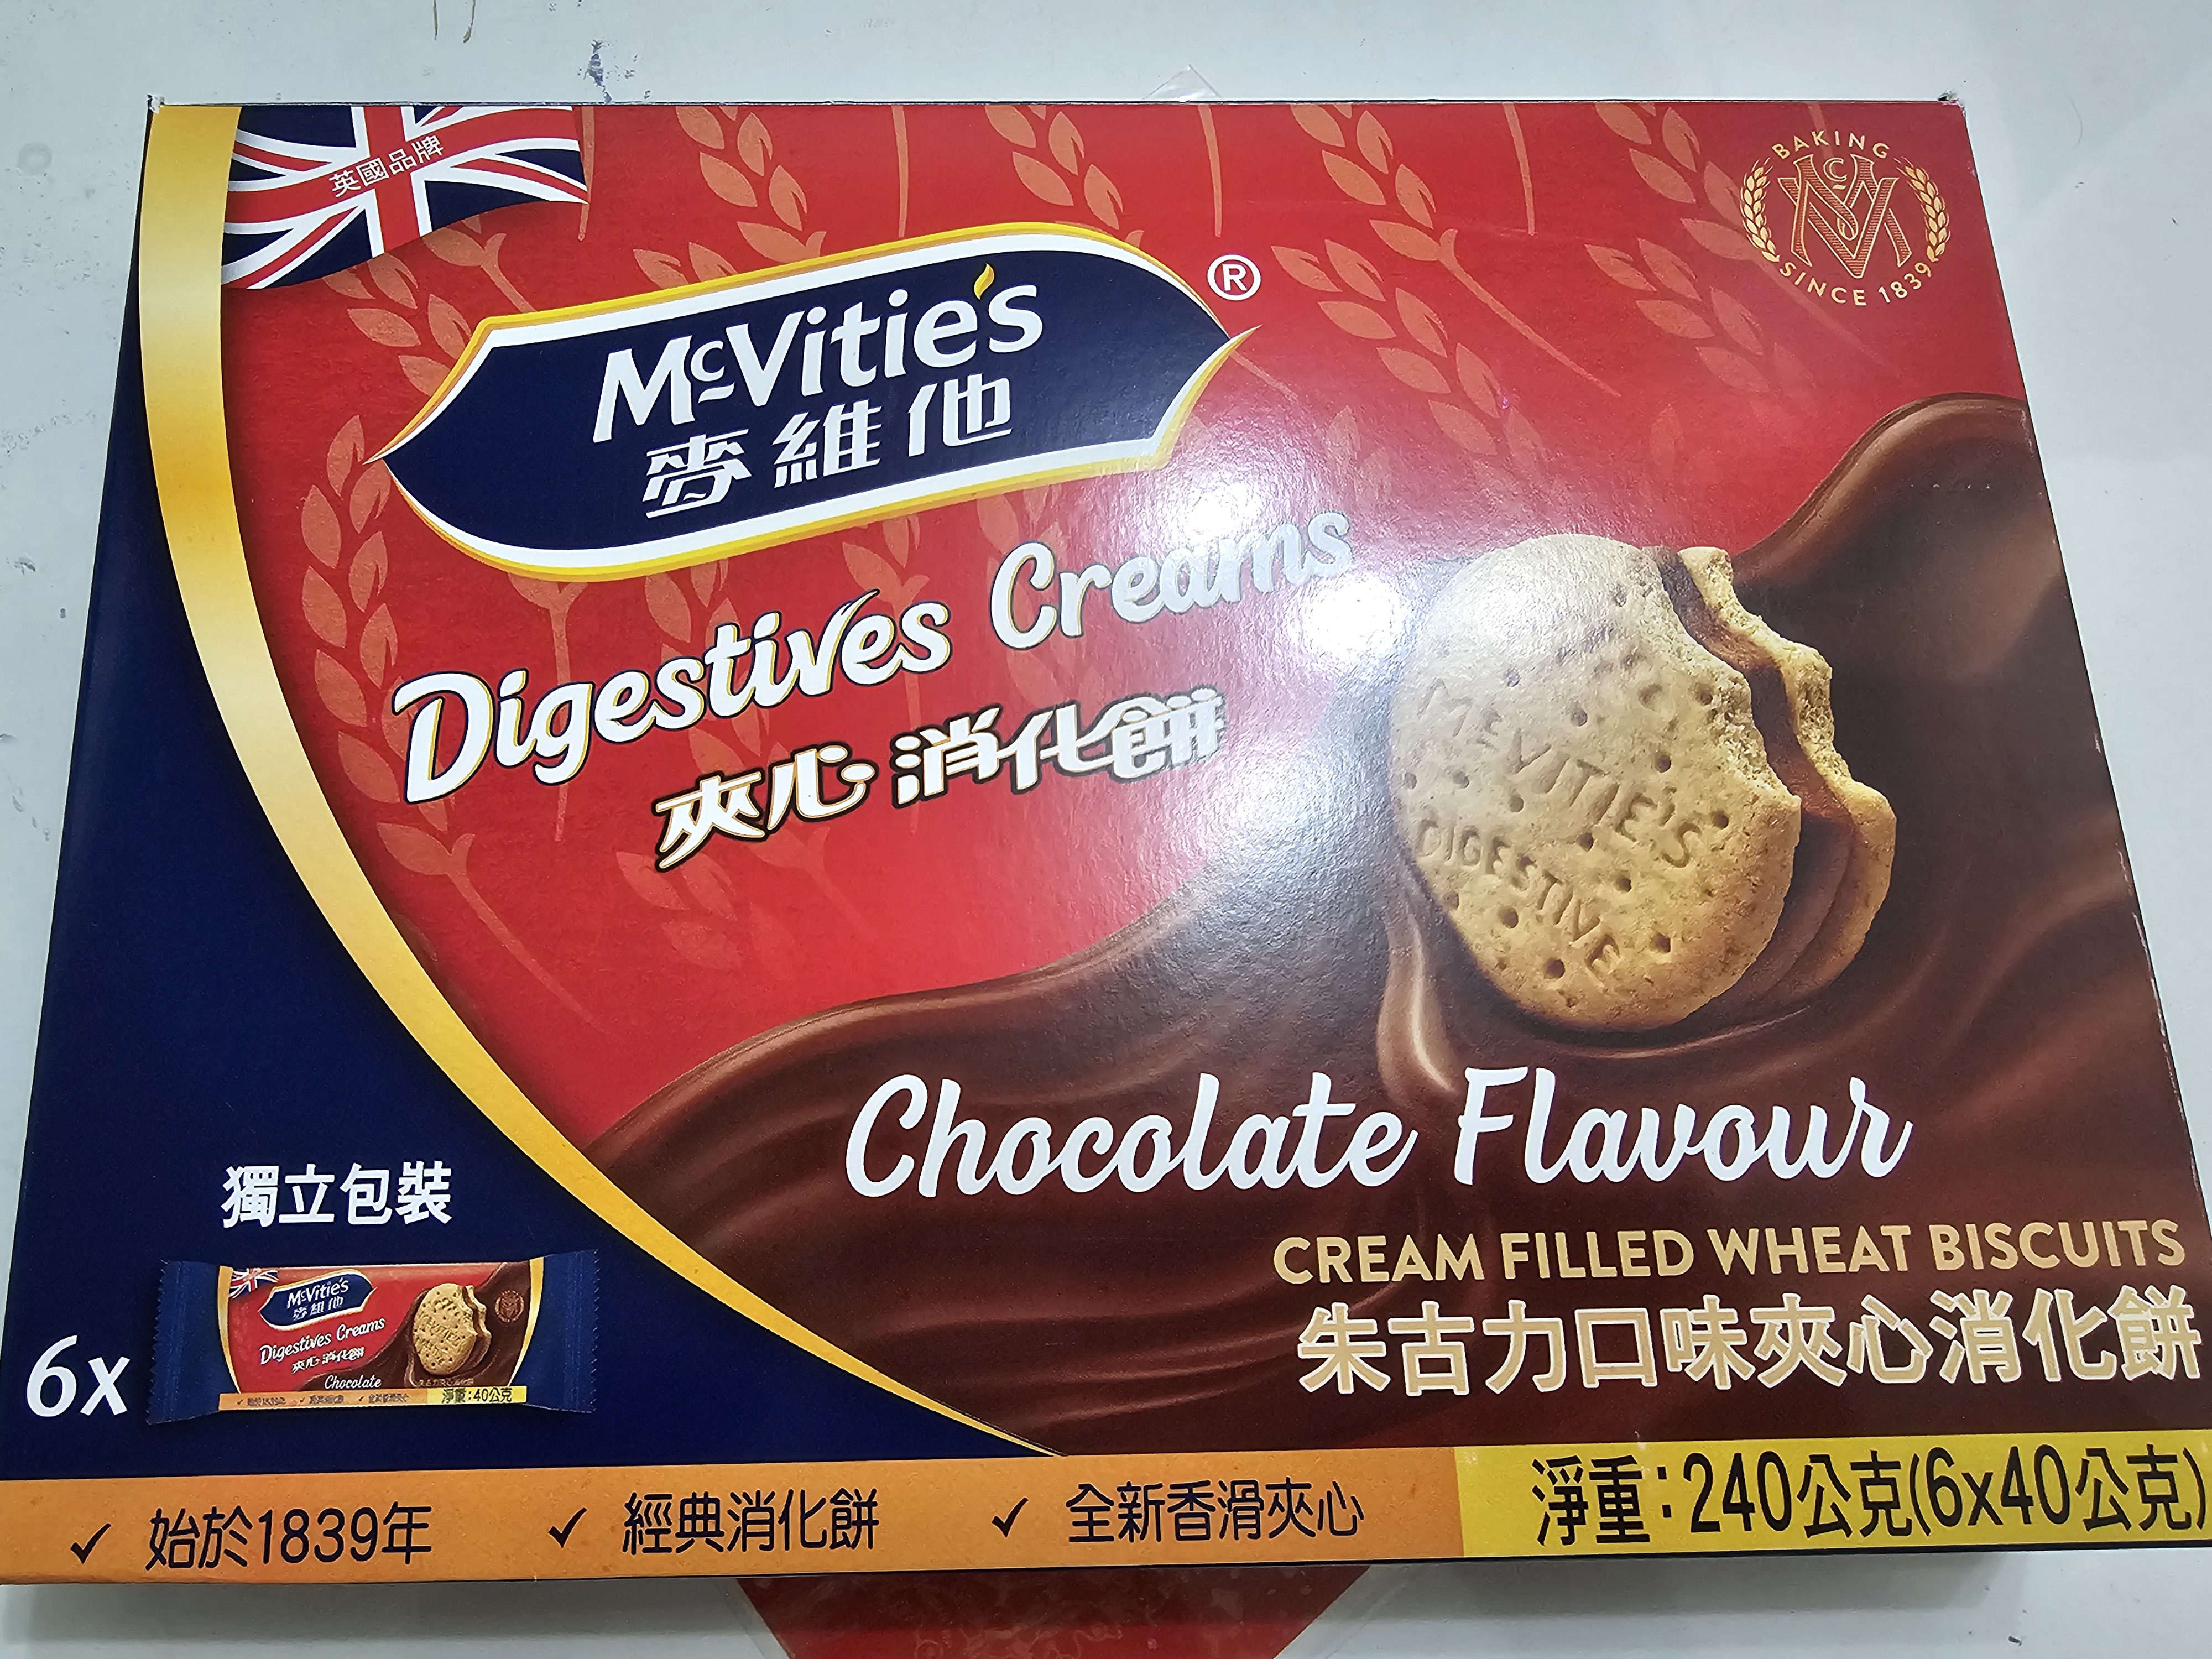 英國品牌
BAKING
McV
SINCE 1839
McVitie's®
麥維他
Digestives Creams
夾心消化餅
McVITIE'S
DIGESTIVE
Chocolate Flavour
CREAM FILLED WHEAT BISCUITS
朱古力口味夾心消化餅
獨立包裝
6x
McVitie's
麥維他
Digestives Creams
夾心消化餅
Chocolate
淨重:40公克
✓ 始於1839年
✓ 經典消化餅
✓ 全新香滑夾心
淨重:240公克(6x40公克)